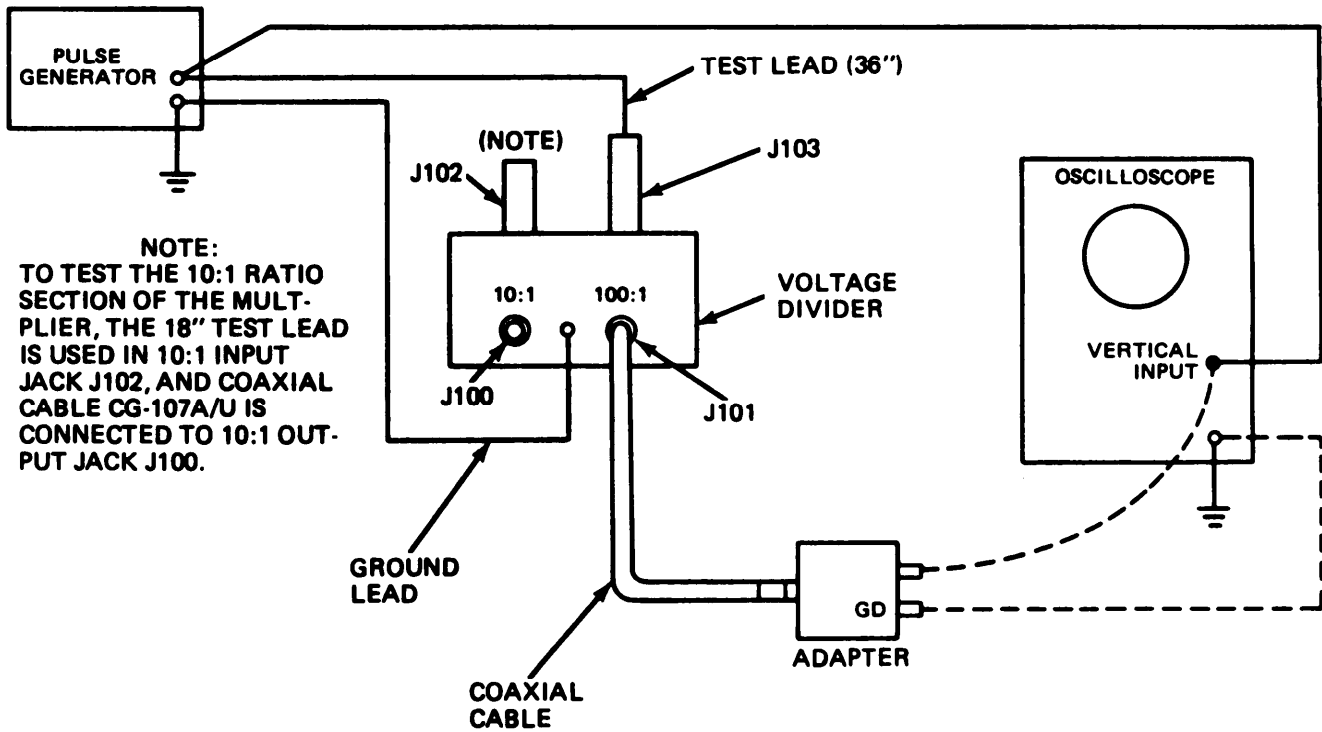 PULSE
GENERATOR
TEST LEAD (36")
(NOTE)
J102
J103
OSCILLOSCOPE
NOTE:
TO TEST THE 10:1 RATIO
SECTION OF THE MULT-
PLIER, THE 18" TEST LEAD
IS USED IN 10:1 INPUT
JACK J102, AND COAXIAL
CABLE CG-107A/U IS
CONNECTED TO 10:1 OUT-
PUT JACK J100.
10:1
100:1
VOLTAGE
DIVIDER
J100
J101
VERTICAL
INPUT
GROUND
LEAD
GD
ADAPTER
COAXIAL
CABLE